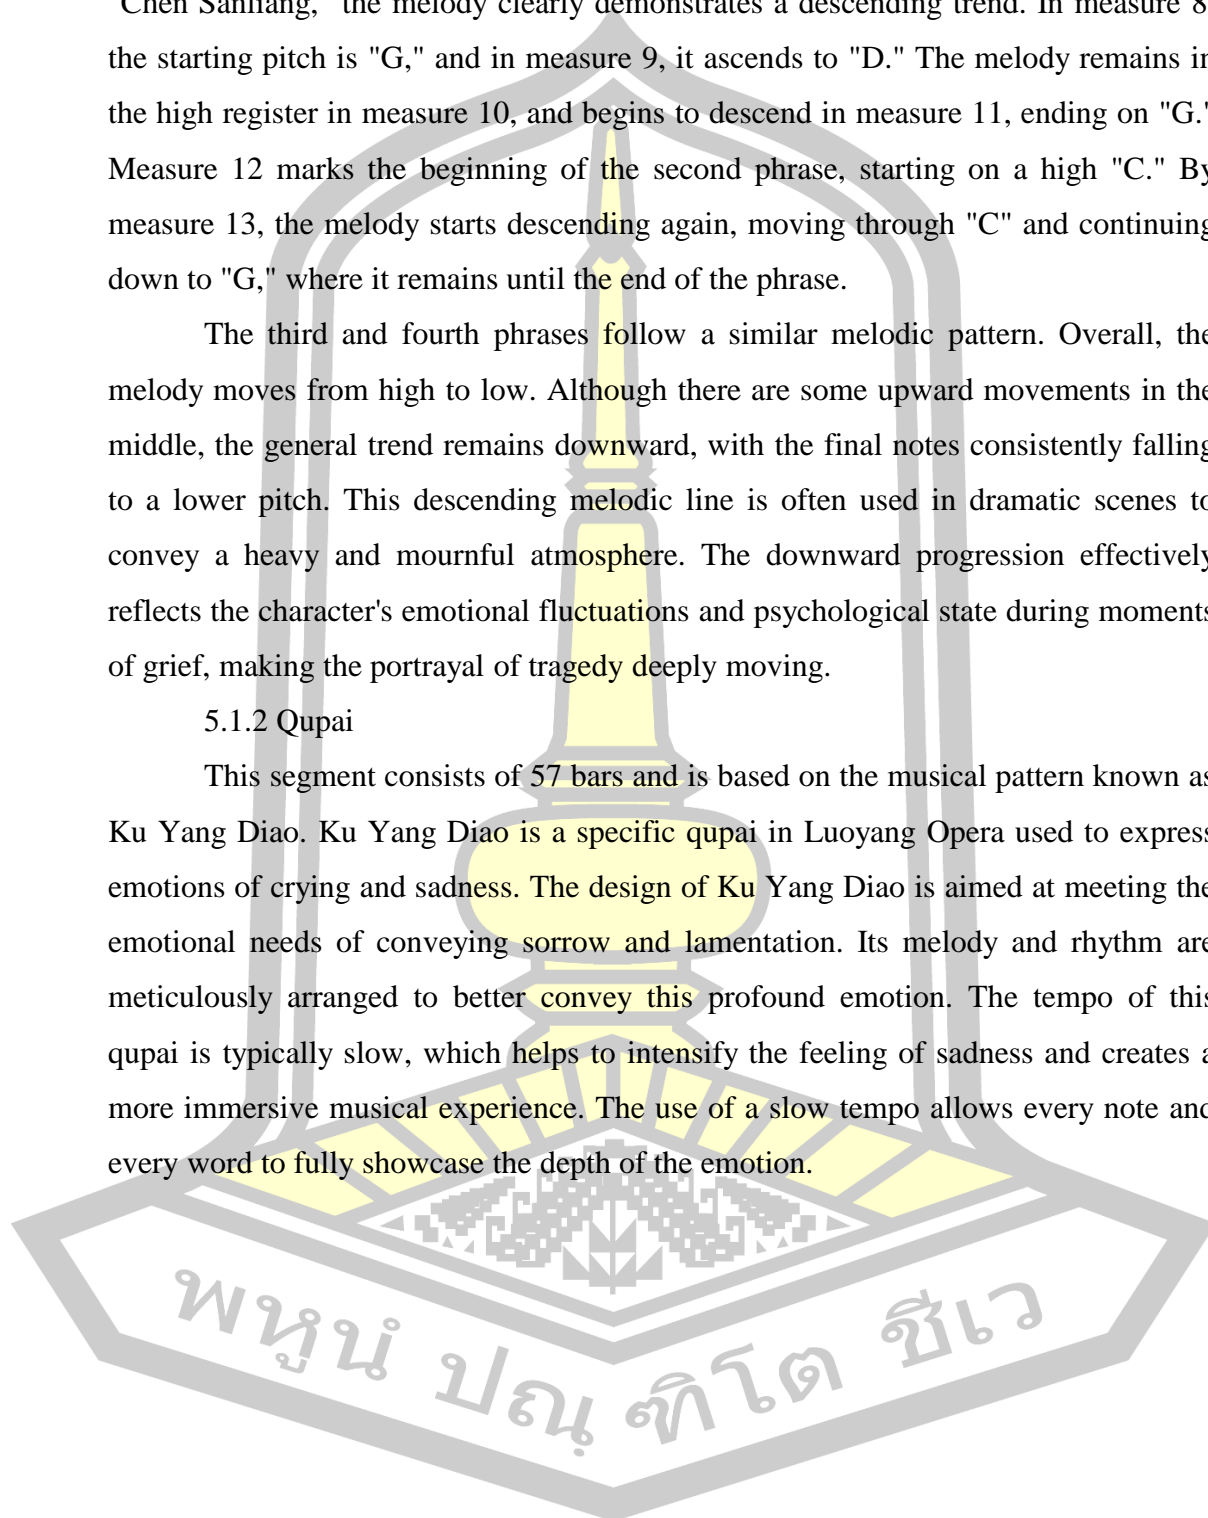 "Chen Sanliang," the melody clearly demonstrates a descending trend. In measure 8
the starting pitch is "G," and in measure 9, it ascends to "D." The melody remains in
the high register in measure 10, and begins to descend in measure 11, ending on "G."
Measure 12 marks the beginning of the second phrase, starting on a high "C." By
measure 13, the melody starts descending again, moving through "C" and continuing
down to "G," where it remains until the end of the phrase.
The third and fourth phrases follow a similar melodic pattern. Overall, the
melody moves from high to low. Although there are some upward movements in the
middle, the general trend remains downward, with the final notes consistently falling
to a lower pitch. This descending melodic line is often used in dramatic scenes to
convey a heavy and mournful atmosphere. The downward progression effectively
reflects the character's emotional fluctuations and psychological state during moments
of grief, making the portrayal of tragedy deeply moving.
5.1.2 Qupai
This segment consists of 57 bars and is based on the musical pattern known as
Ku Yang Diao. Ku Yang Diao is a specific qupai in Luoyang Opera used to express
emotions of crying and sadness. The design of Ku Yang Diao is aimed at meeting the
emotional needs of conveying sorrow and lamentation. Its melody and rhythm are
meticulously arranged to better convey this profound emotion. The tempo of this
qupai is typically slow, which helps to intensify the feeling of sadness and creates a
more immersive musical experience. The use of a slow tempo allows every note and
every word to fully showcase the depth of the emotion.
พหูนํ ปณฺฑิโต ชีเว